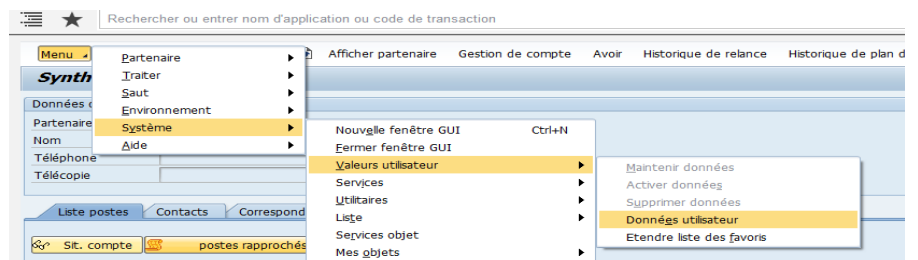 Rechercher ou entrer nom d'application ou code de transaction
Menu
Afficher partenaire Gestion de compte Avoir Historique de relance Historique de plan d
Synth
Partenaire
Traiter
Saut
Environnement
Système
Aide
Données
Partenaire
Nom
Téléphone
Télécopie
Nouvelle fenêtre GUI Ctrl+N
Fermer fenêtre GUI
Valeurs utilisateur
Services
Utilitaires
Liste
Services objet
Mes objets
Maintenir données
Activer données
Supprimer données
Données utilisateur
Etendre liste des favoris
Liste postes Contacts Correspond
Sit. compte postes rapprochés